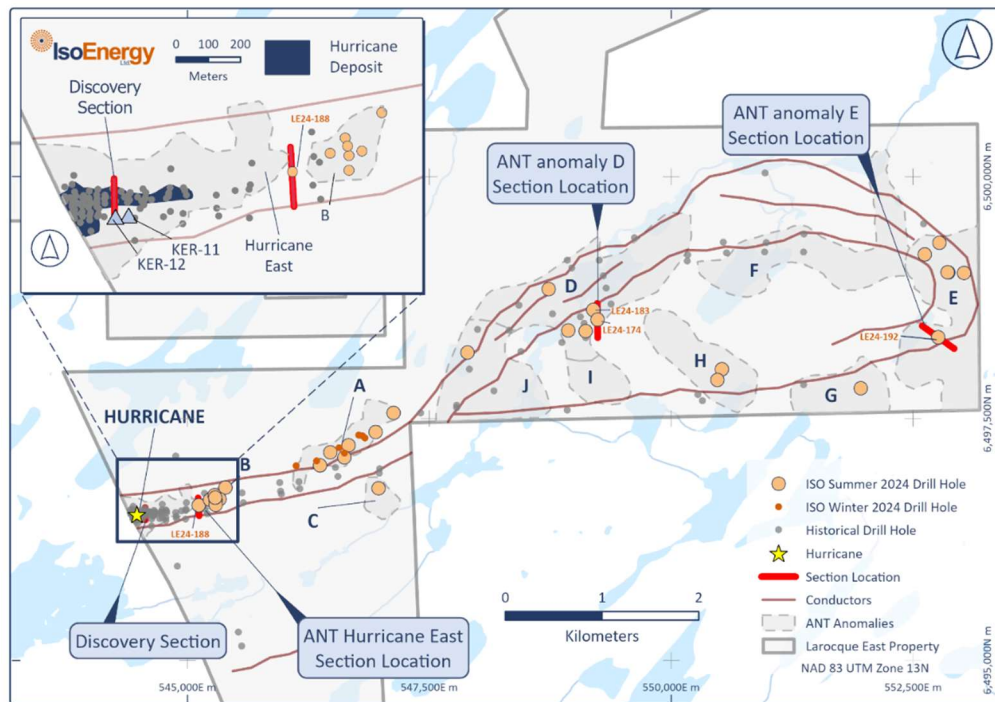 IsoEnergy
Ltd.
0 100 200
Meters
Hurricane
Deposit
Discovery
Section
LE24-188
B
KER-11
KER-12
Hurricane
East
ANT anomaly D
Section Location
ANT anomaly E
Section Location
6,500,000N m
D
F
E
LE24-183
LE24-174
LE24-192
J
I
H
G
6,497,500N m
A
HURRICANE
B
C
LE24-188
Discovery Section
ANT Hurricane East
Section Location
0 1 2
Kilometers
ISO Summer 2024 Drill Hole
ISO Winter 2024 Drill Hole
Historical Drill Hole
Hurricane
Section Location
Conductors
ANT Anomalies
Larocque East Property
NAD 83 UTM Zone 13N
6,495,000N m
545,000E m
547,500E m
550,000E m
552,500E m